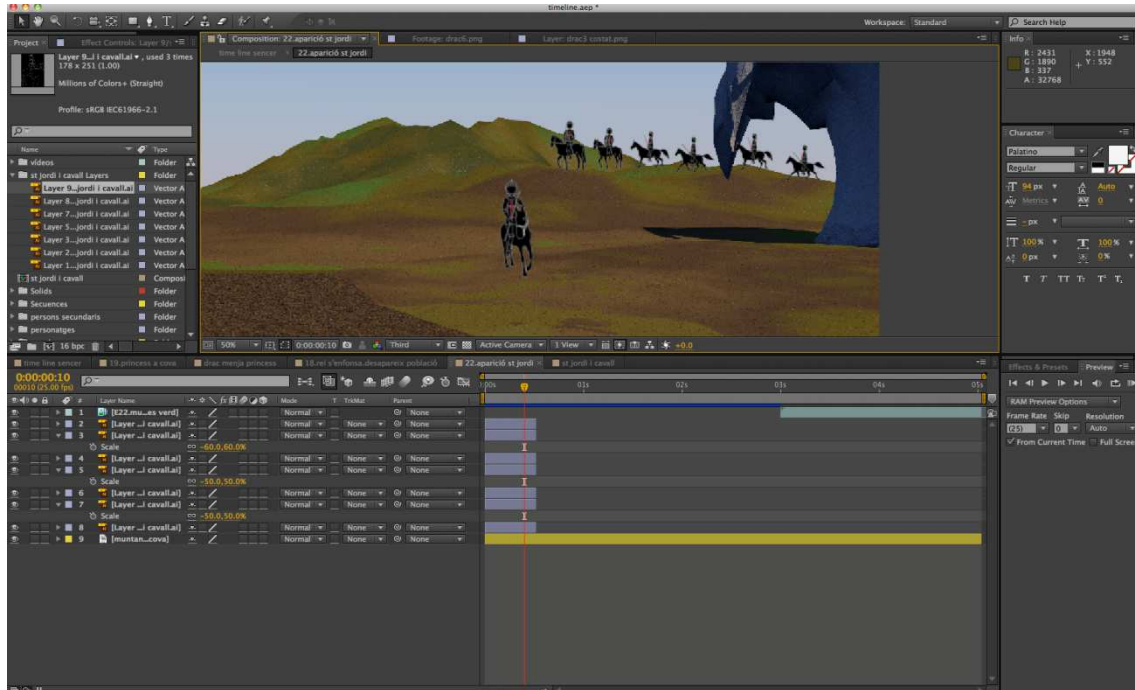 timeline.aep *
Workspace: Standard
Search Help
Project
Effect Controls: Layer 9/
Composition: 22.aparició st jordi
Footage: drac6.png
Layer: drac3 costat.png
time line sencer
22.aparició st jordi
Layer 9...i cavall.ai , used 3 times
178 x 251 (1.00)
Millions of Colors+ (Straight)
Profile: sRGB IEC61966-2.1
Name Type
vídeos Folder
st jordi i cavall Layers Folder
Layer 9...jordi i cavall.ai Vector A
Layer 8...jordi i cavall.ai Vector A
Layer 7...jordi i cavall.ai Vector A
Layer 5...jordi i cavall.ai Vector A
Layer 3...jordi i cavall.ai Vector A
Layer 2...jordi i cavall.ai Vector A
Layer 1...jordi i cavall.ai Vector A
st jordi i cavall Composi
Solids Folder
Secuences Folder
persons secundaris Folder
personatges Folder
16 bpc
50% 0:00:00:10 Third Active Camera 1 View +0.0
Info
R: 2431 X: 1948
G: 1890 Y: 552
B: 337
A: 32768
Character
Palatino
Regular
94 px Auto
Metrics 0
- px
100% 100%
0 px 0%
T T TT Tr T' T,
time line sencer
19.princess a cova
drac menja princess
18.rei s'enfonsa.desapareix població
22.aparició st jordi
st jordi i cavall
0:00:00:10
00010 (25.00 fps)
:00s 01s 02s 03s 04s 05s
# Layer Name Mode T TrkMat Parent
1 [E22.mu...es verd] Normal None
2 [Layer ...i cavall.ai] Normal None None
3 [Layer ...i cavall.ai] Normal None None
Scale -60.0,60.0%
4 [Layer ...i cavall.ai] Normal None None
5 [Layer ...i cavall.ai] Normal None None
Scale -50.0,50.0%
6 [Layer ...i cavall.ai] Normal None None
7 [Layer ...i cavall.ai] Normal None None
Scale -50.0,50.0%
8 [Layer ...i cavall.ai] Normal None None
9 [muntan...cova] Normal None None
Effects & Presets
Preview
RAM Preview Options
Frame Rate Skip Resolution
(25) 0 Auto
From Current Time Full Scree